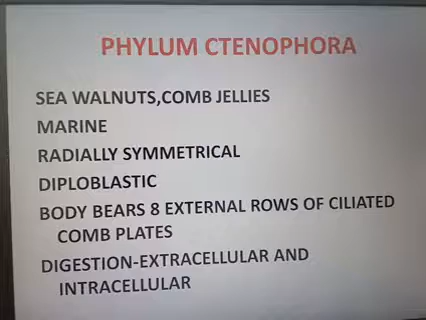 PHYLUM CTENOPHORA
SEA WALNUTS,COMB JELLIES
MARINE
RADIALLY SYMMETRICAL
DIPLOBLASTIC
BODY BEARS 8 EXTERNAL ROWS OF CILIATED
COMB PLATES
DIGESTION-EXTRACELLULAR AND
INTRACELLULAR